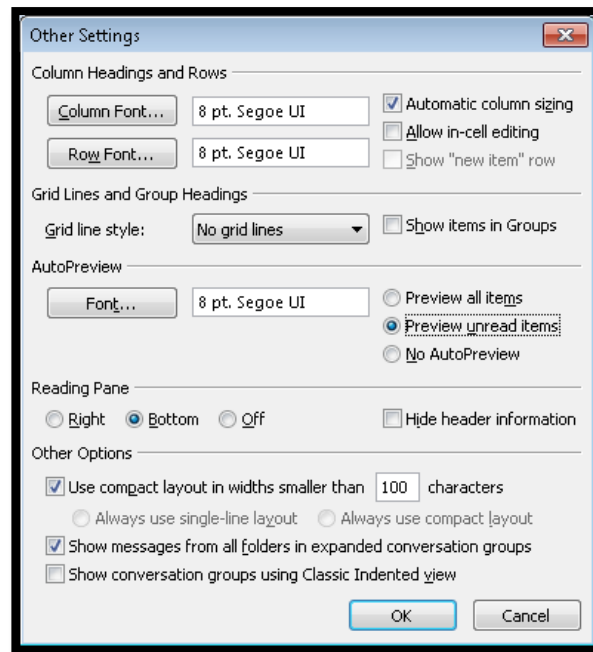 Other Settings
Column Headings and Rows
Column Font... 8 pt. Segoe UI Automatic column sizing
Allow in-cell editing
Row Font... 8 pt. Segoe UI Show "new item" row
Grid Lines and Group Headings
Grid line style: No grid lines Show items in Groups
AutoPreview
Font... 8 pt. Segoe UI Preview all items
Preview unread items
No AutoPreview
Reading Pane
Right Bottom Off Hide header information
Other Options
Use compact layout in widths smaller than 100 characters
Always use single-line layout Always use compact layout
Show messages from all folders in expanded conversation groups
Show conversation groups using Classic Indented view
OK Cancel